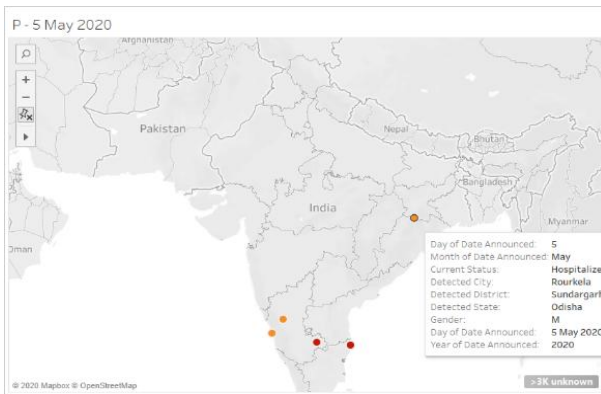 P - 5 May 2020
Afghanistan
Pakistan
Nepal
Bhutan
Bangladesh
India
Myanmar
Oman
Day of Date Announced: 5
Month of Date Announced: May
Current Status: Hospitalize
Detected City: Rourkela
Detected District: Sundargarh
Detected State: Odisha
Gender: M
Day of Date Announced: 5 May 2020
Year of Date Announced: 2020
>3K unknown
© 2020 Mapbox © OpenStreetMap